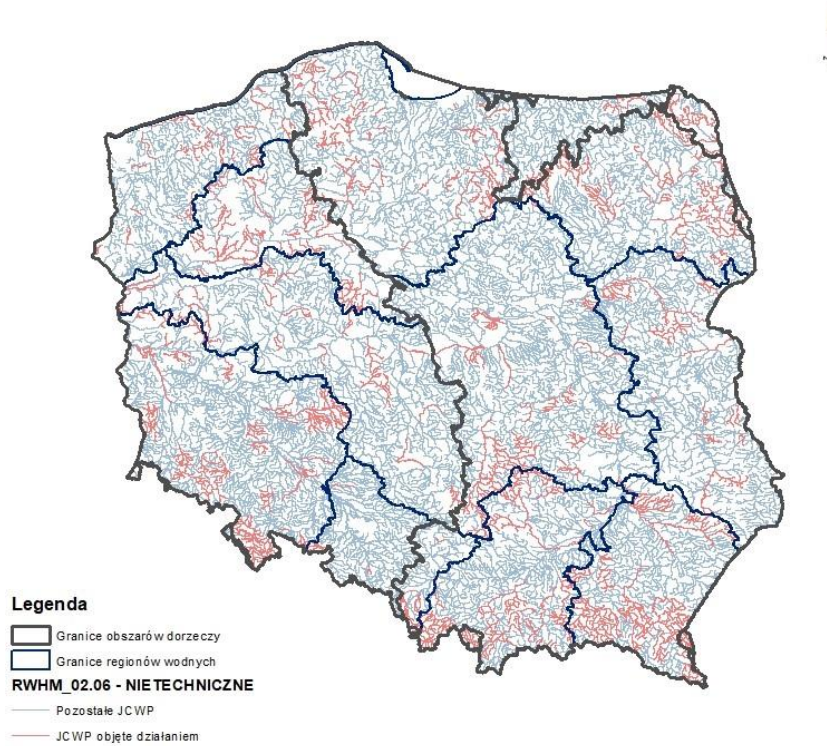 Legenda
Granice obszarów dorzeczy
Granice regionów wodnych
RWHM_02.06 - NIETECHNICZNE
Pozostałe JCWP
JCWP objęte działaniem